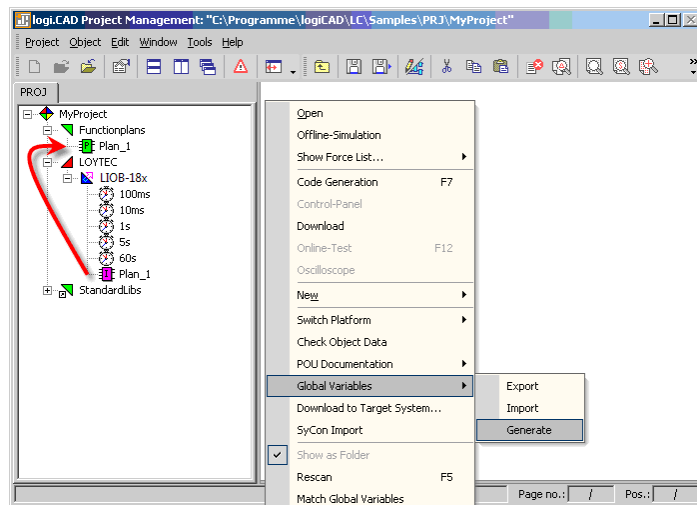 logi.CAD Project Management: "C:\Programme\logiCAD\LC\Samples\PRJ\MyProject"
Project Object Edit Window Tools Help
PROJ
MyProject
Functionplans
P Plan_1
LOYTEC
LIOB-18x
100ms
10ms
1s
5s
60s
I Plan_1
StandardLibs
Open
Offline-Simulation
Show Force List...
Code Generation F7
Control-Panel
Download
Online-Test F12
Oscilloscope
New
Switch Platform
Check Object Data
POU Documentation
Global Variables
Download to Target System...
SyCon Import
Show as Folder
Rescan F5
Match Global Variables
Export
Import
Generate
Page no.: / Pos.: /